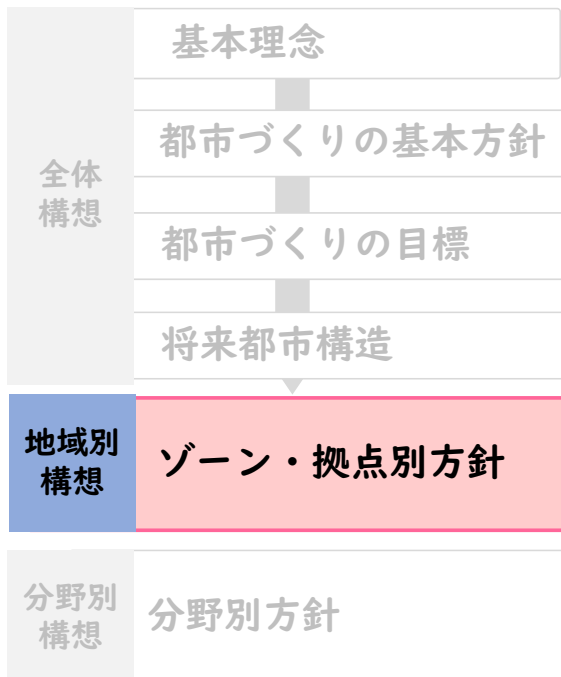 基本理念
都市づくりの基本方針
全体
構想
都市づくりの目標
将来都市構造
地域別
構想
ゾーン・拠点別方針
分野別
構想
分野別方針